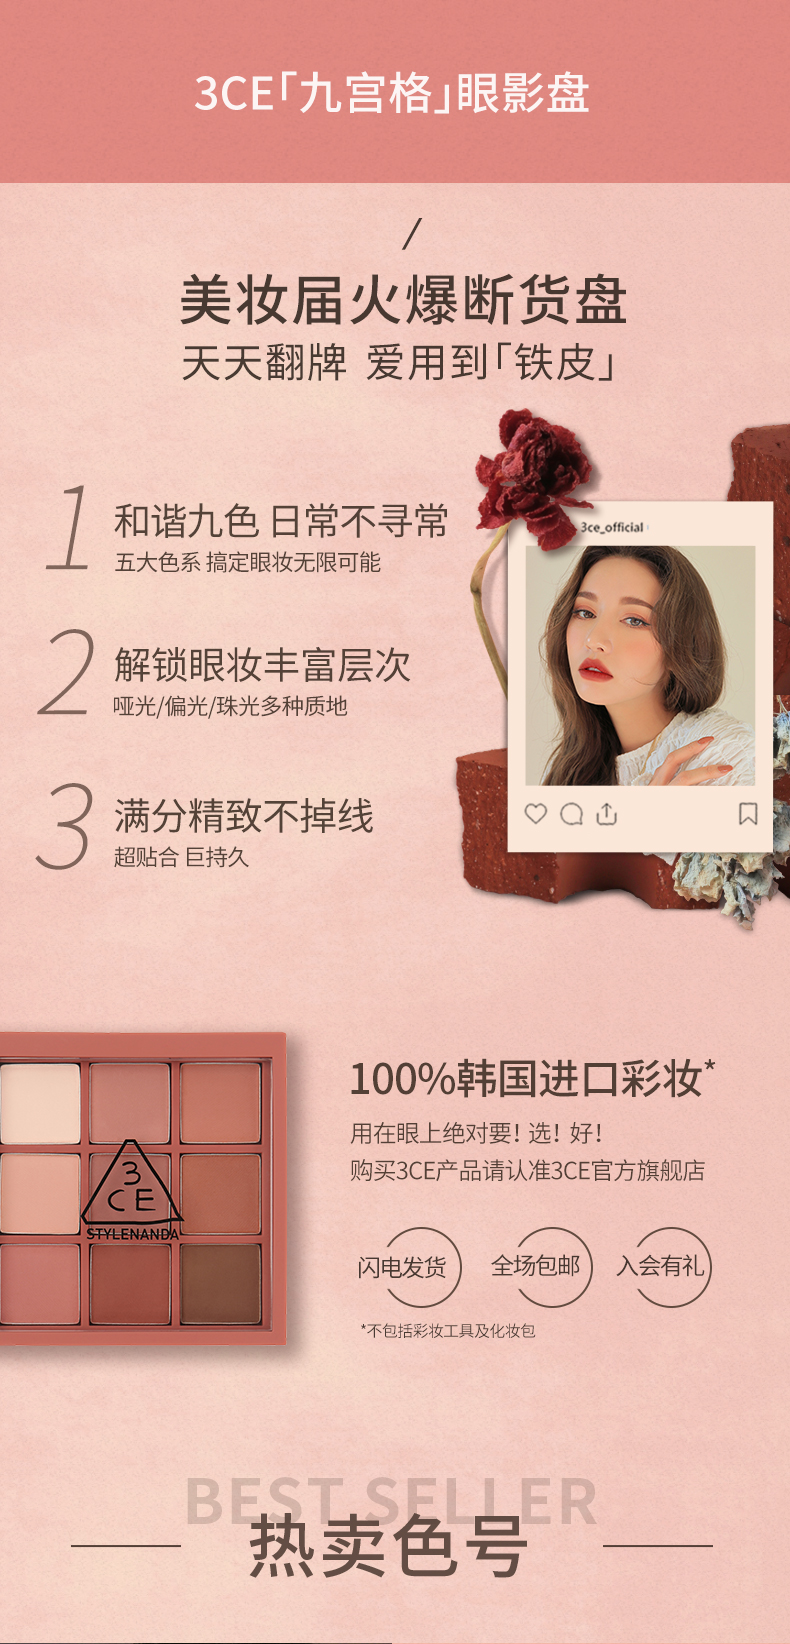 3CE「九宫格」眼影盘
美妆届火爆断货盘
天天翻牌 爱用到「铁皮」
1
和谐九色 日常不寻常
五大色系 搞定眼妆无限可能
3ce_official
2
解锁眼妆丰富层次
哑光/偏光/珠光多种质地
3
满分精致不掉线
超贴合 巨持久
100%韩国进口彩妆*
用在眼上绝对要！选！好！
购买3CE产品请认准3CE官方旗舰店
3
CE
STYLENANDA
闪电发货
全场包邮
入会有礼
*不包括彩妆工具及化妆包
BEST SELLER
热卖色号